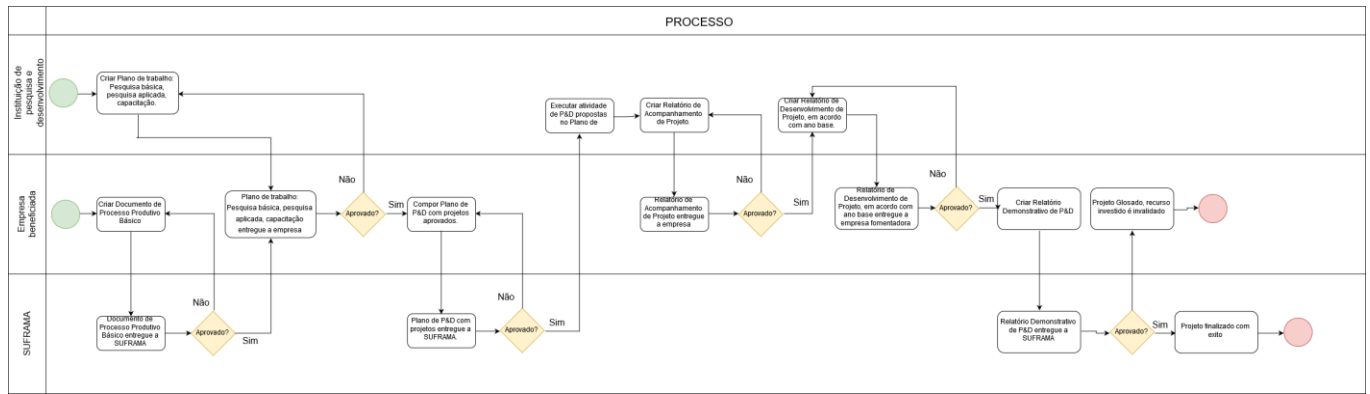 PROCESSO
Instituição de
pesquisa e
desenvolvimento
Criar Plano de trabalho:
Pesquisa básica,
pesquisa aplicada,
capacitação.
Executar atividade
de P&D propostas
no Plano de
Criar Relatório de
Acompanhamento
de Projeto.
Criar Relatório de
Desenvolvimento de
Projeto, em acordo
com ano base.
Empresa
beneficiada
Criar Documento de
Processo Produtivo
Básico
Plano de trabalho:
Pesquisa básica, pesquisa
aplicada, capacitação
entregue a empresa
Não
Aprovado?
Sim
Compor Plano de
P&D com projetos
aprovados.
Relatório de
Acompanhamento
de Projeto entregue
a empresa
Não
Aprovado?
Sim
Relatório de
Desenvolvimento de
Projeto, em acordo com
ano base entregue a
empresa fomentadora
Não
Aprovado?
Sim
Criar Relatório
Demonstrativo de P&D
Projeto Glosado, recurso
investido é invalidado
SUFRAMA
Documento de
Processo Produtivo
Básico entregue a
SUFRAMA
Não
Aprovado?
Sim
Plano de P&D com
projetos entregue a
SUFRAMA.
Não
Aprovado?
Sim
Relatório Demonstrativo
de P&D entregue a
SUFRAMA
Não
Aprovado?
Sim
Projeto finalizado com
exito